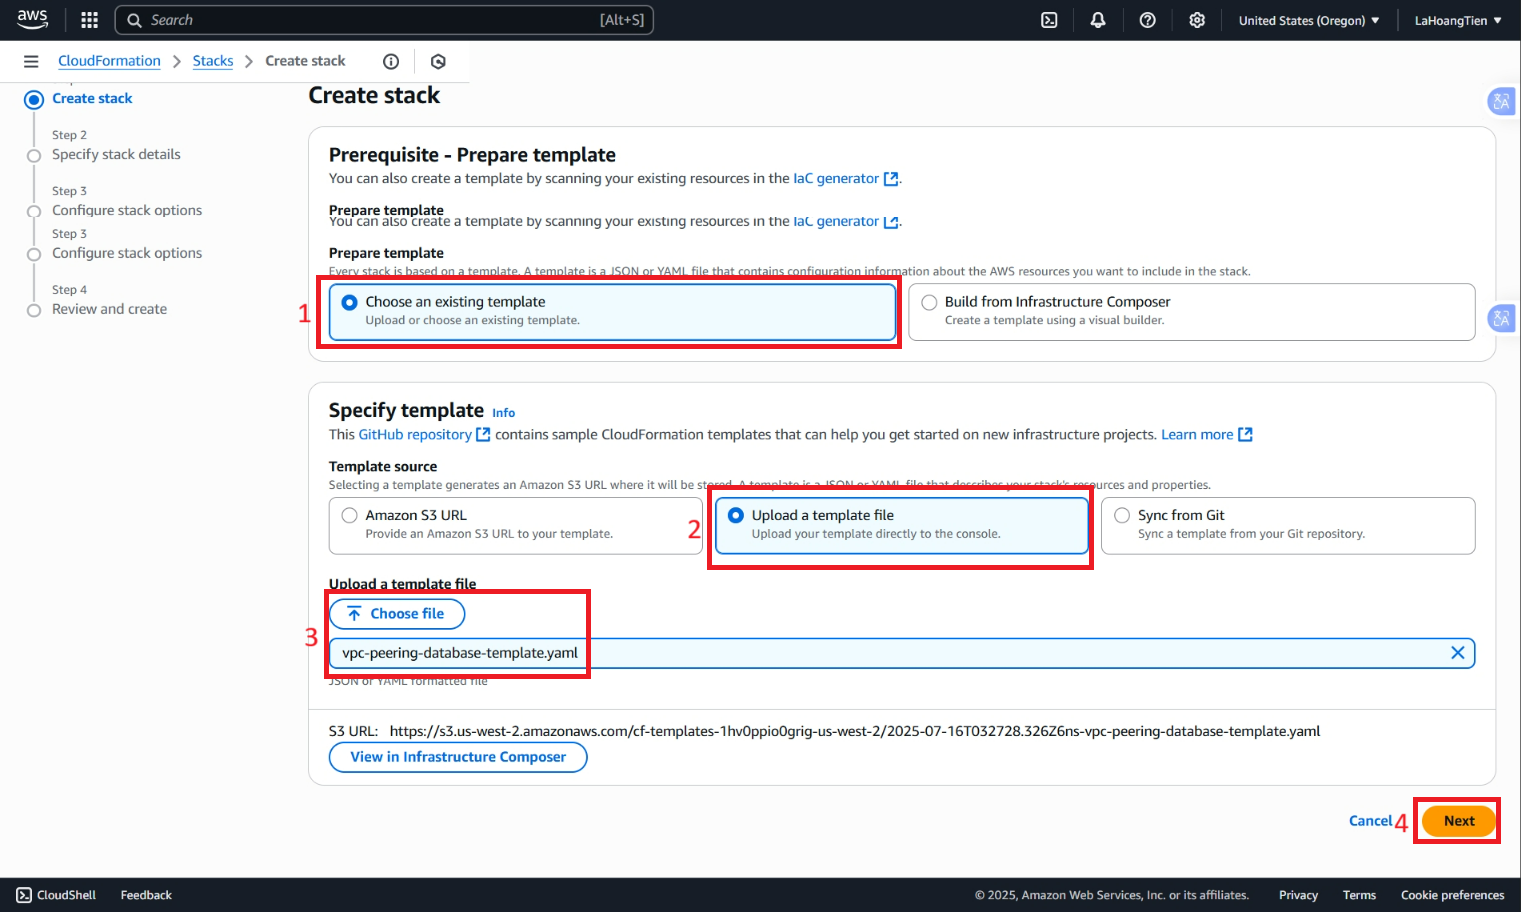 aws
Search [Alt+S]
United States (Oregon) ▼
LaHoangTien ▼
CloudFormation > Stacks > Create stack
Create stack
Step 2
Specify stack details
Step 3
Configure stack options
Step 3
Configure stack options
Step 4
Review and create
Create stack
Prerequisite - Prepare template
You can also create a template by scanning your existing resources in the IaC generator.
Prepare template
You can also create a template by scanning your existing resources in the IaC generator.
Prepare template
Every stack is based on a template. A template is a JSON or YAML file that contains configuration information about the AWS resources you want to include in the stack.
1
Choose an existing template
Upload or choose an existing template.
Build from Infrastructure Composer
Create a template using a visual builder.
Specify template Info
This GitHub repository contains sample CloudFormation templates that can help you get started on new infrastructure projects. Learn more
Template source
Selecting a template generates an Amazon S3 URL where it will be stored. A template is a JSON or YAML file that describes your stack's resources and properties.
Amazon S3 URL
Provide an Amazon S3 URL to your template.
2
Upload a template file
Upload your template directly to the console.
Sync from Git
Sync a template from your Git repository.
Upload a template file
3
Choose file
vpc-peering-database-template.yaml
JSON or YAML formatted file
S3 URL: https://s3.us-west-2.amazonaws.com/cf-templates-1hv0ppio0grig-us-west-2/2025-07-16T032728.326Z6ns-vpc-peering-database-template.yaml
View in Infrastructure Composer
Cancel
4
Next
CloudShell
Feedback
© 2025, Amazon Web Services, Inc. or its affiliates.
Privacy
Terms
Cookie preferences